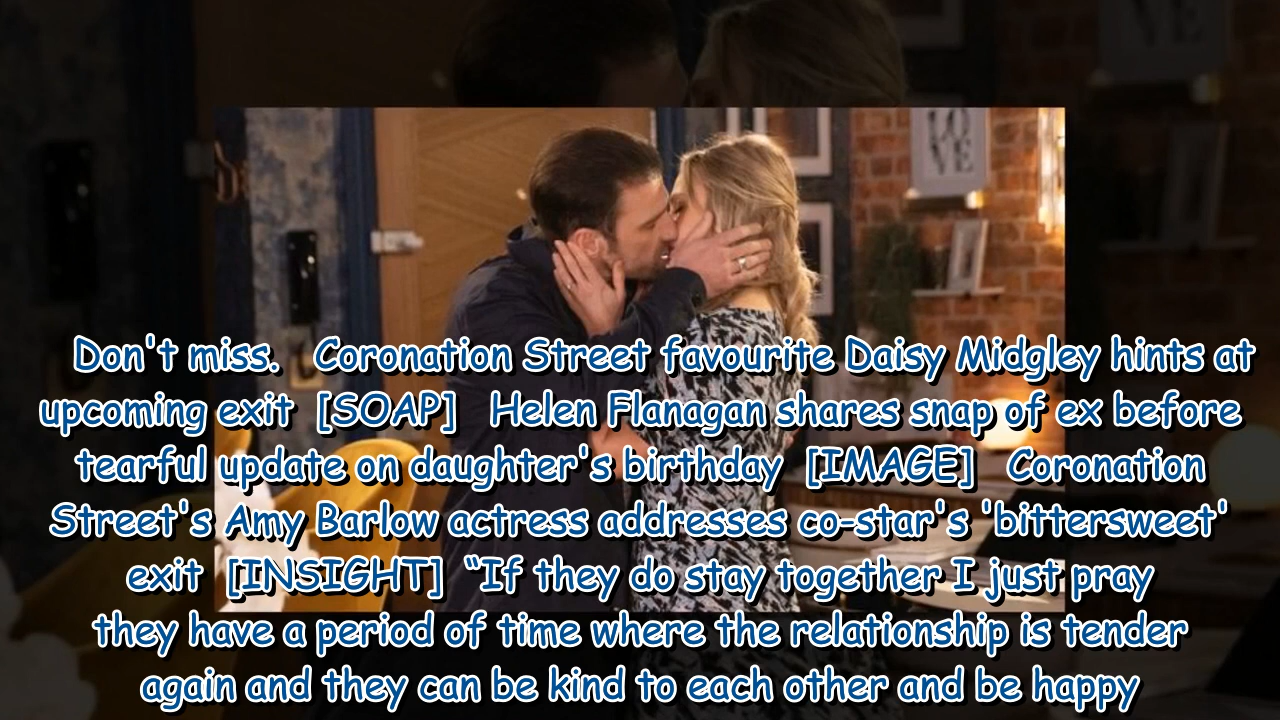 LO
VE
Don't miss. Coronation Street favourite Daisy Midgley hints at
upcoming exit [SOAP] Helen Flanagan shares snap of ex before
tearful update on daughter's birthday [IMAGE] Coronation
Street's Amy Barlow actress addresses co-star's 'bittersweet'
exit [INSIGHT] “If they do stay together I just pray
they have a period of time where the relationship is tender
again and they can be kind to each other and be happy